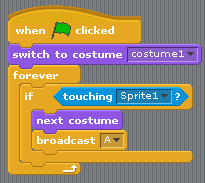 when clicked
switch to costume costume1
forever
if touching Sprite1 ?
next costume
broadcast A